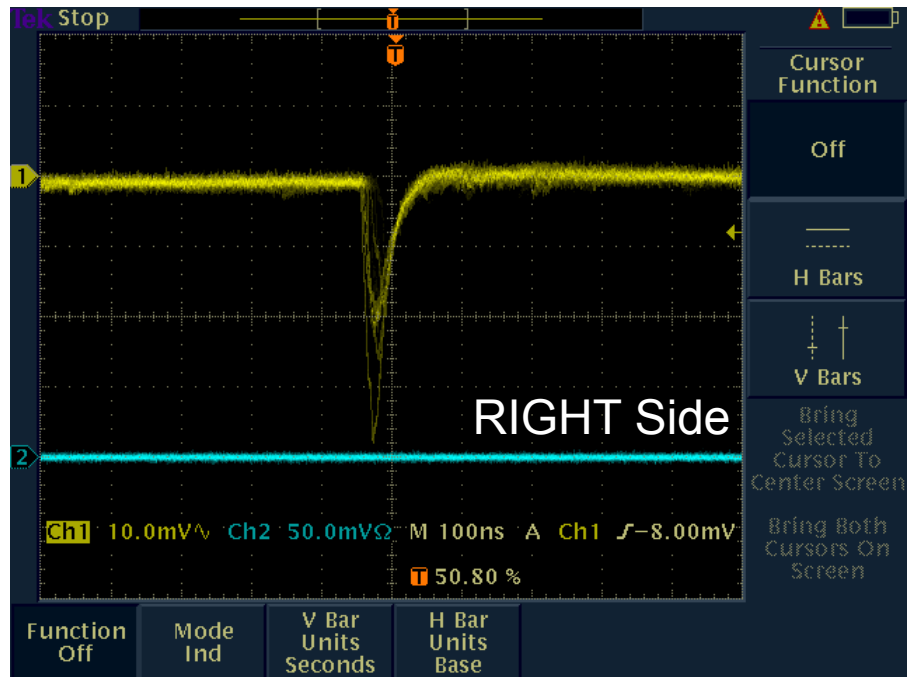 Tek Stop
T
T
Cursor
Function
Off
1
H Bars
V Bars
RIGHT Side
Bring
Selected
Cursor To
Center Screen
2
Ch1 10.0mV∿ Ch2 50.0mVΩ M 100ns A Ch1 ƒ-8.00mV
Bring Both
Cursors On
Screen
T 50.80 %
Function
Off
Mode
Ind
V Bar
Units
Seconds
H Bar
Units
Base